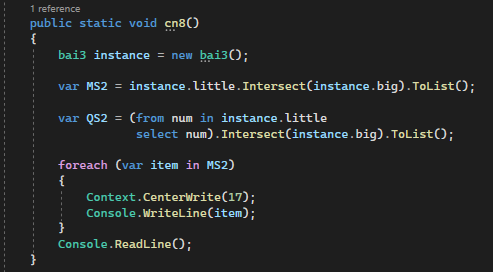 1 reference
public static void cn8()
{
bai3 instance = new bai3();
var MS2 = instance.little.Intersect(instance.big).ToList();
var QS2 = (from num in instance.little
select num).Intersect(instance.big).ToList();
foreach (var item in MS2)
{
Context.CenterWrite(17);
Console.WriteLine(item);
}
Console.ReadLine();
}